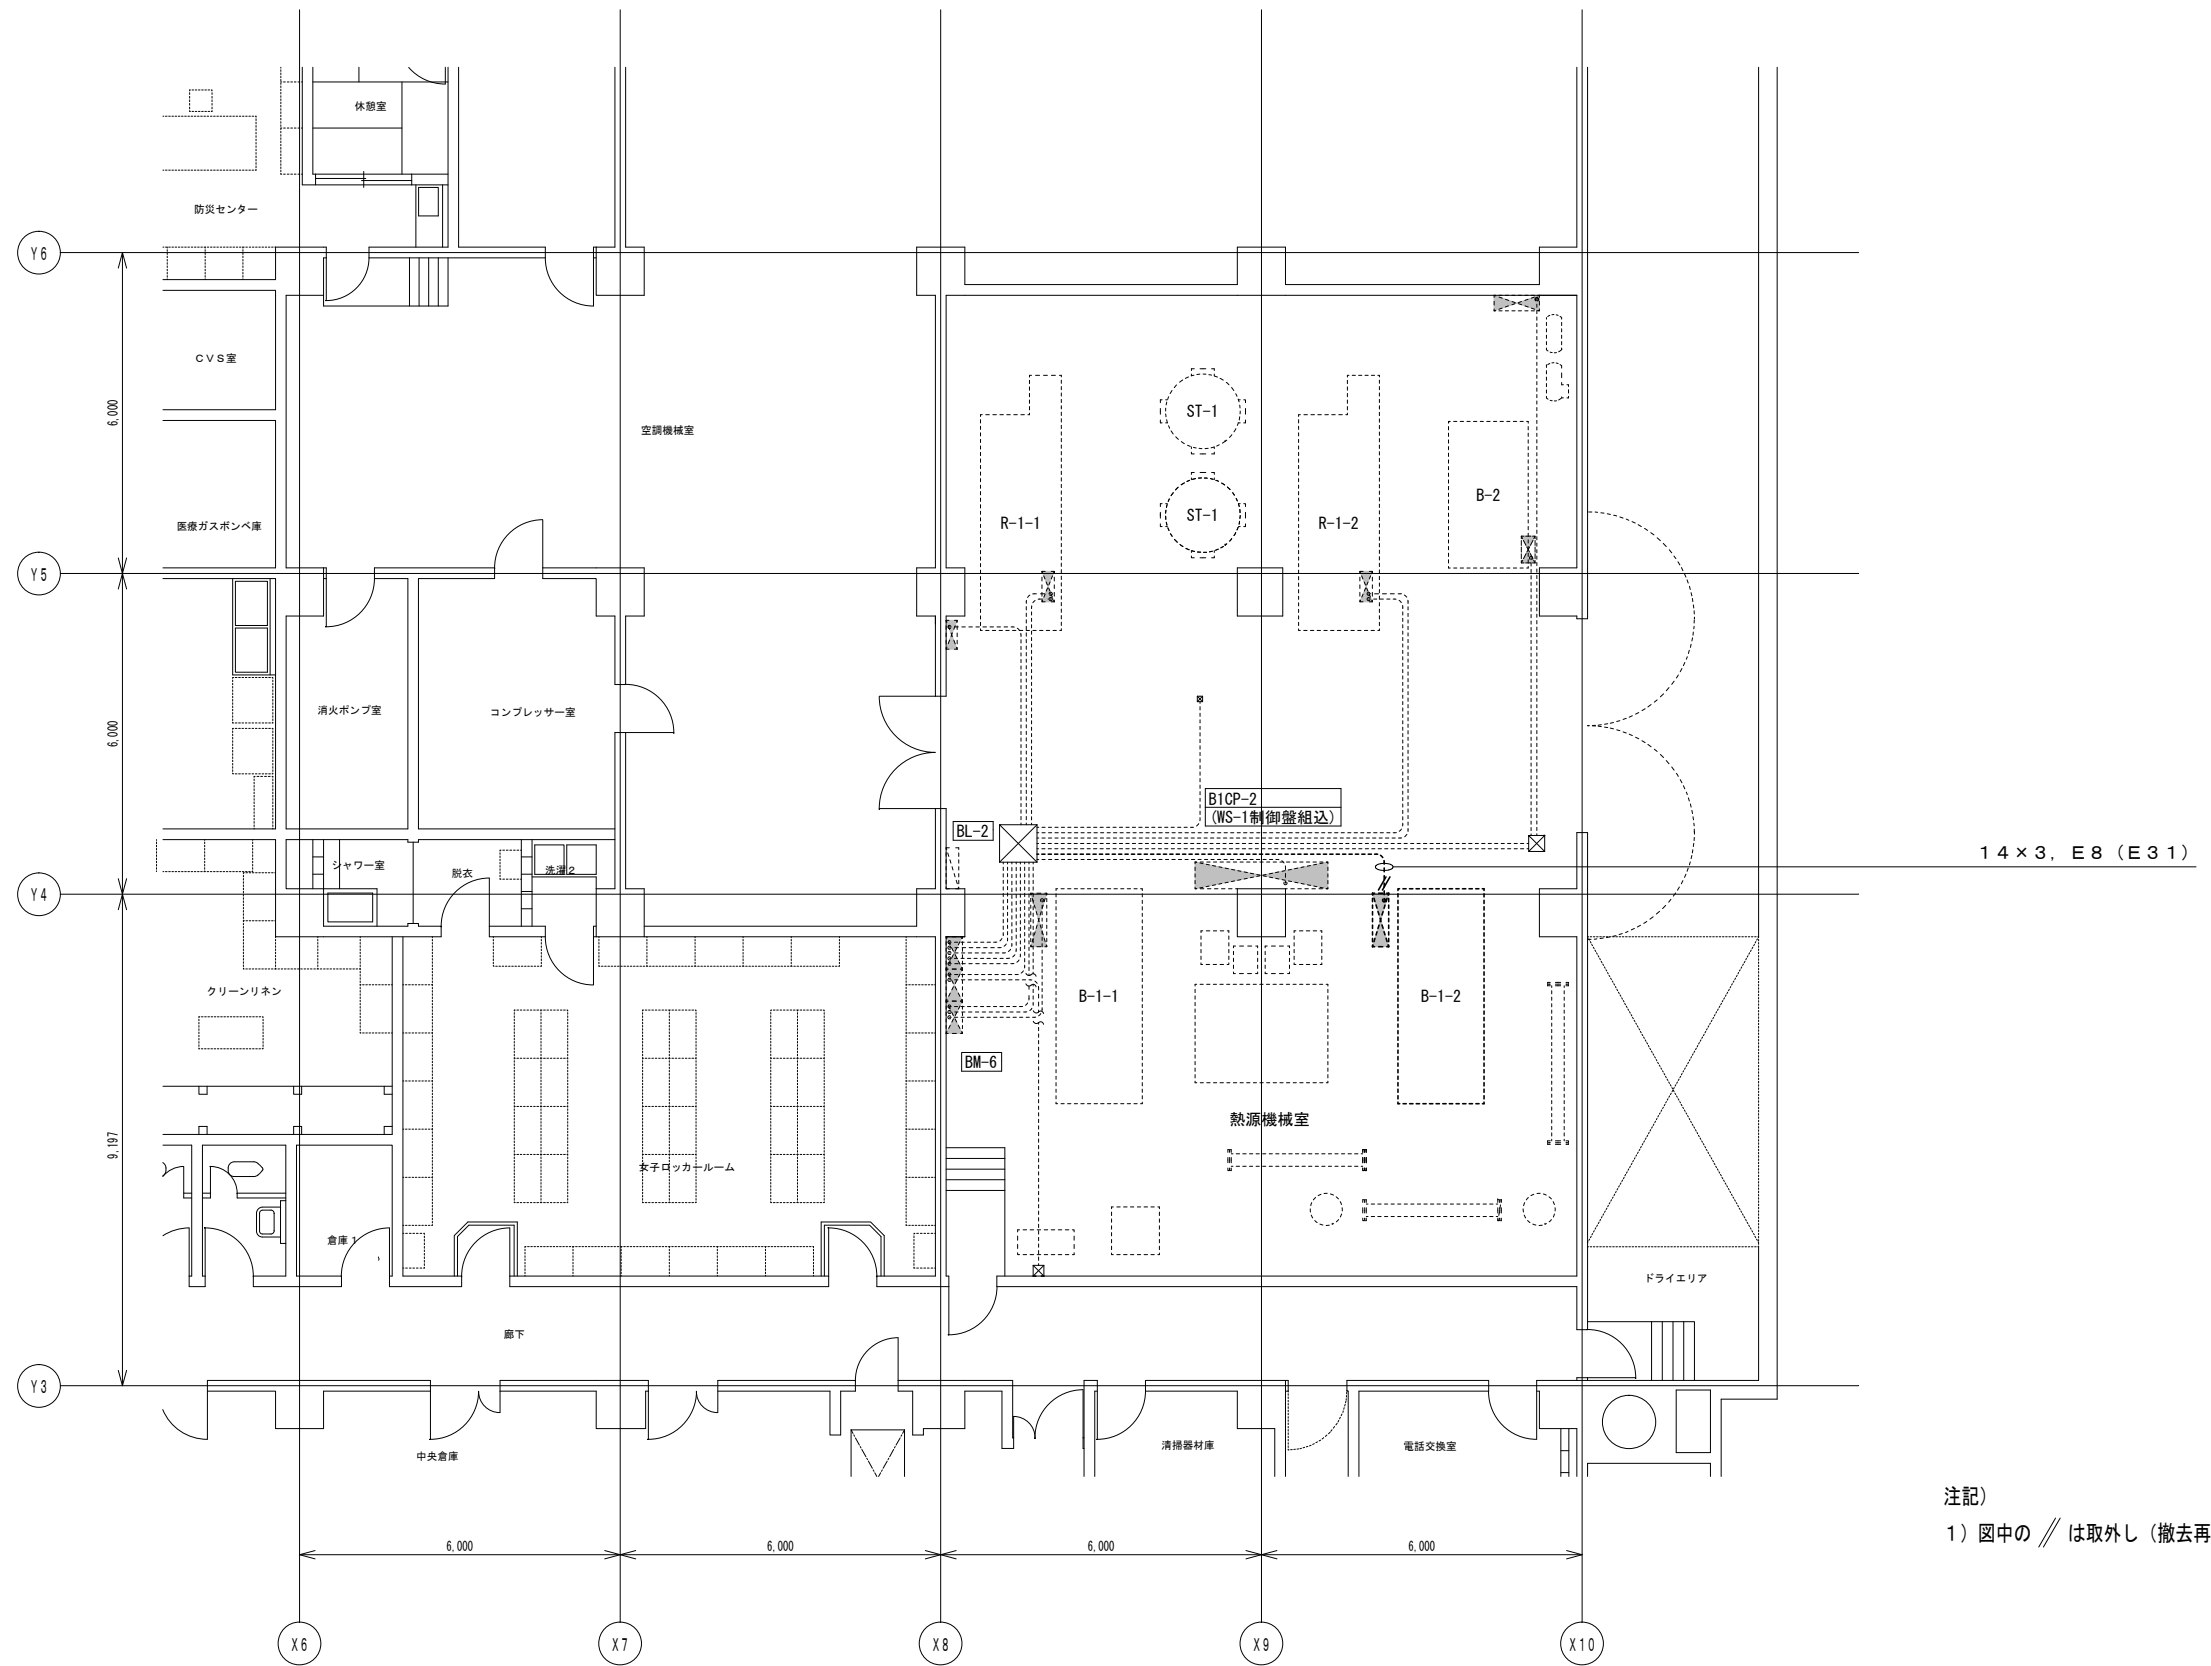 休憩室
防災センター
Y6
CVS室
6,000
空調機械室
ST-1
ST-1
R-1-1
R-1-2
B-2
医療ガスボンベ庫
Y5
消火ポンプ室
コンプレッサー室
6,000
B1CP-2
(WS-1制御盤組込)
BL-2
シャワー室
脱衣
洗濯2
14×3, E8(E31)
Y4
クリーンリネン
B-1-1
B-1-2
BM-6
熱源機械室
9,197
女子ロッカールーム
倉庫1
ドライエリア
廊下
Y3
中央倉庫
清掃器材庫
電話交換室
注記)
1)図中の // は取外し(撤去再
6,000
6,000
6,000
6,000
X6
X7
X8
X9
X10